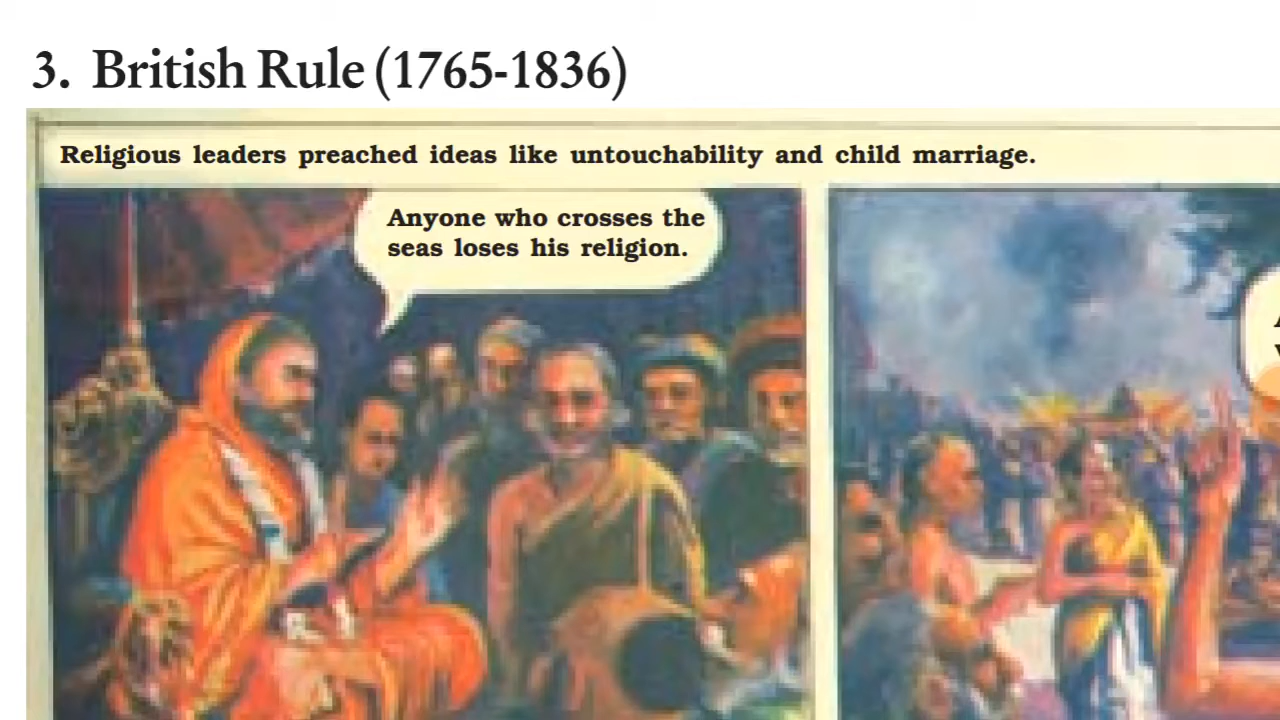 3. British Rule (1765-1836)
Religious leaders preached ideas like untouchability and child marriage.
Anyone who crosses the
seas loses his religion.